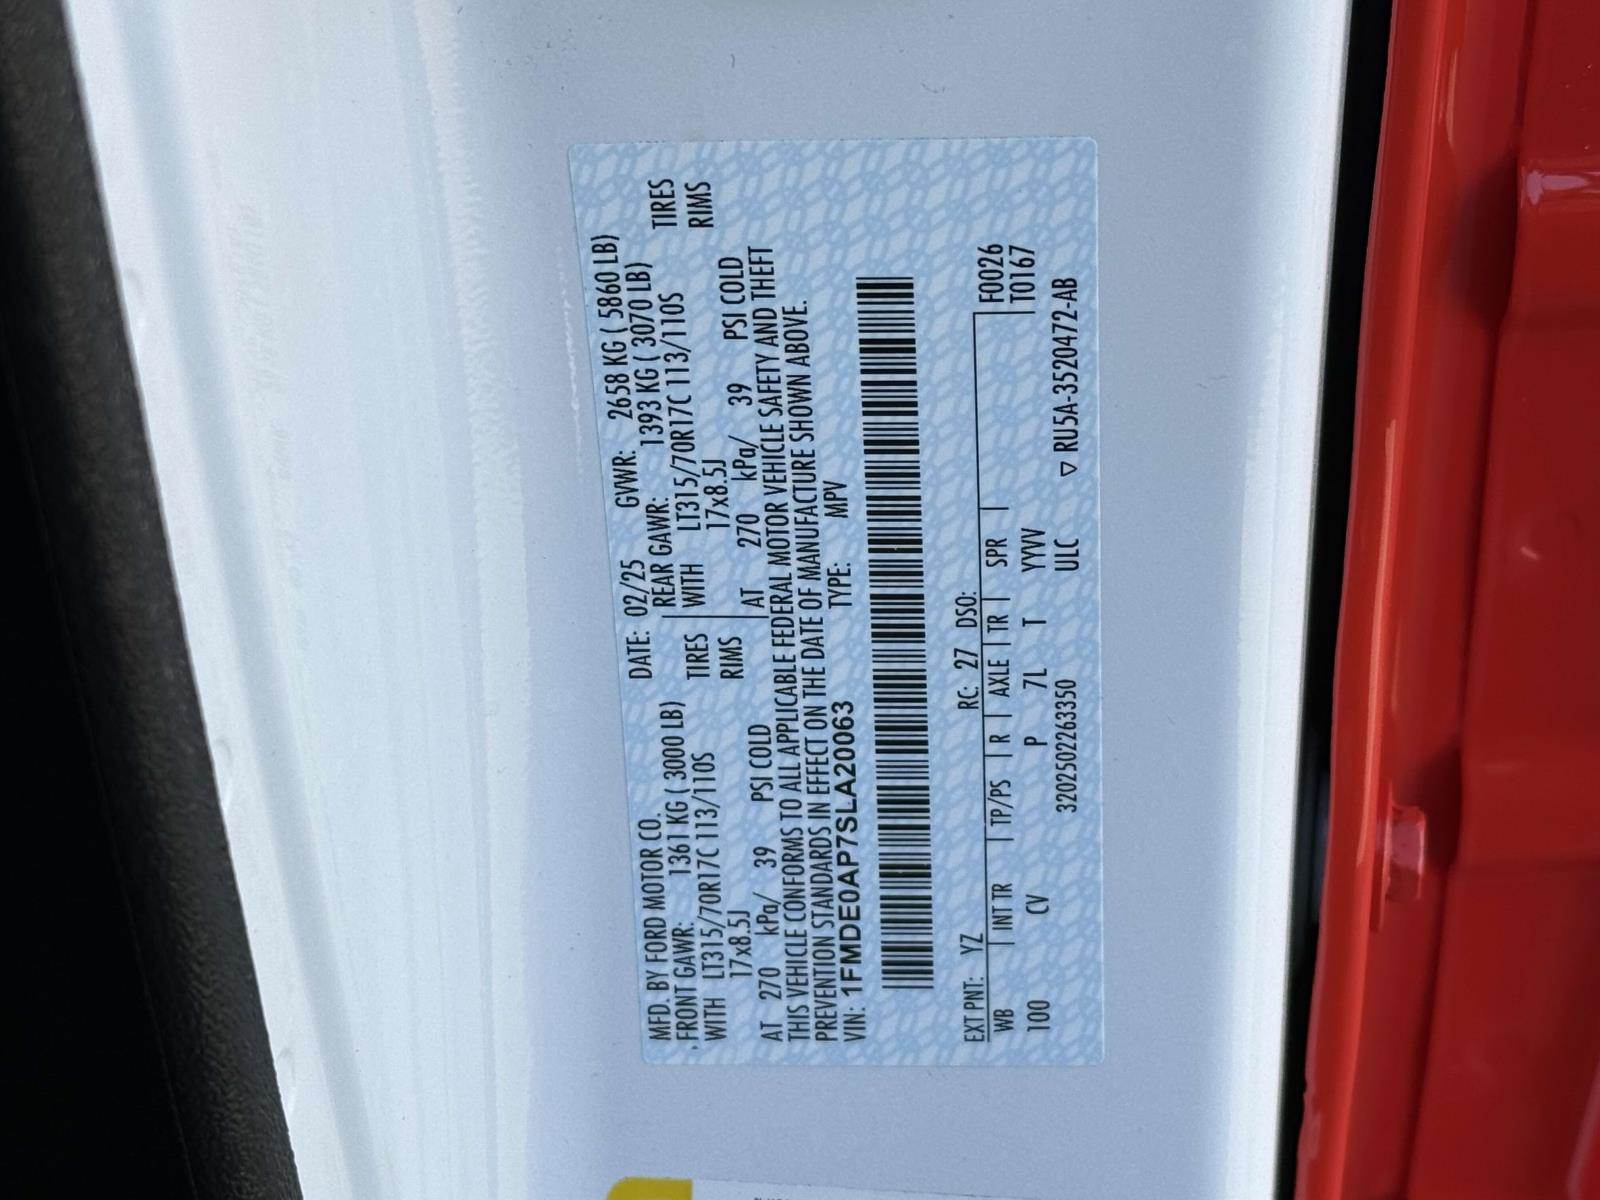 MFD. BY FORD MOTOR CO. DATE: 02/25 GVWR: 2658 KG ( 5860 LB)
FRONT GAWR: 1361 KG ( 3000 LB) REAR GAWR: 1393 KG ( 3070 LB)
WITH LT315/70R17C 113/110S TIRES WITH LT315/70R17C 113/110S TIRES
17x8.5J RIMS 17x8.5J RIMS
AT 270 kPa/ 39 PSI COLD AT 270 kPa/ 39 PSI COLD
THIS VEHICLE CONFORMS TO ALL APPLICABLE FEDERAL MOTOR VEHICLE SAFETY AND THEFT
PREVENTION STANDARDS IN EFFECT ON THE DATE OF MANUFACTURE SHOWN ABOVE.
VIN: 1FMDE0AP7SLA20063 TYPE: MPV
EXT PNT: YZ RC: 27 DSO:
WB INT TR TP/PS R AXLE TR SPR F0026
100 CV P 7L T YYVV T0167
3202502263350 ULC ▽ RU5A-3520472-AB